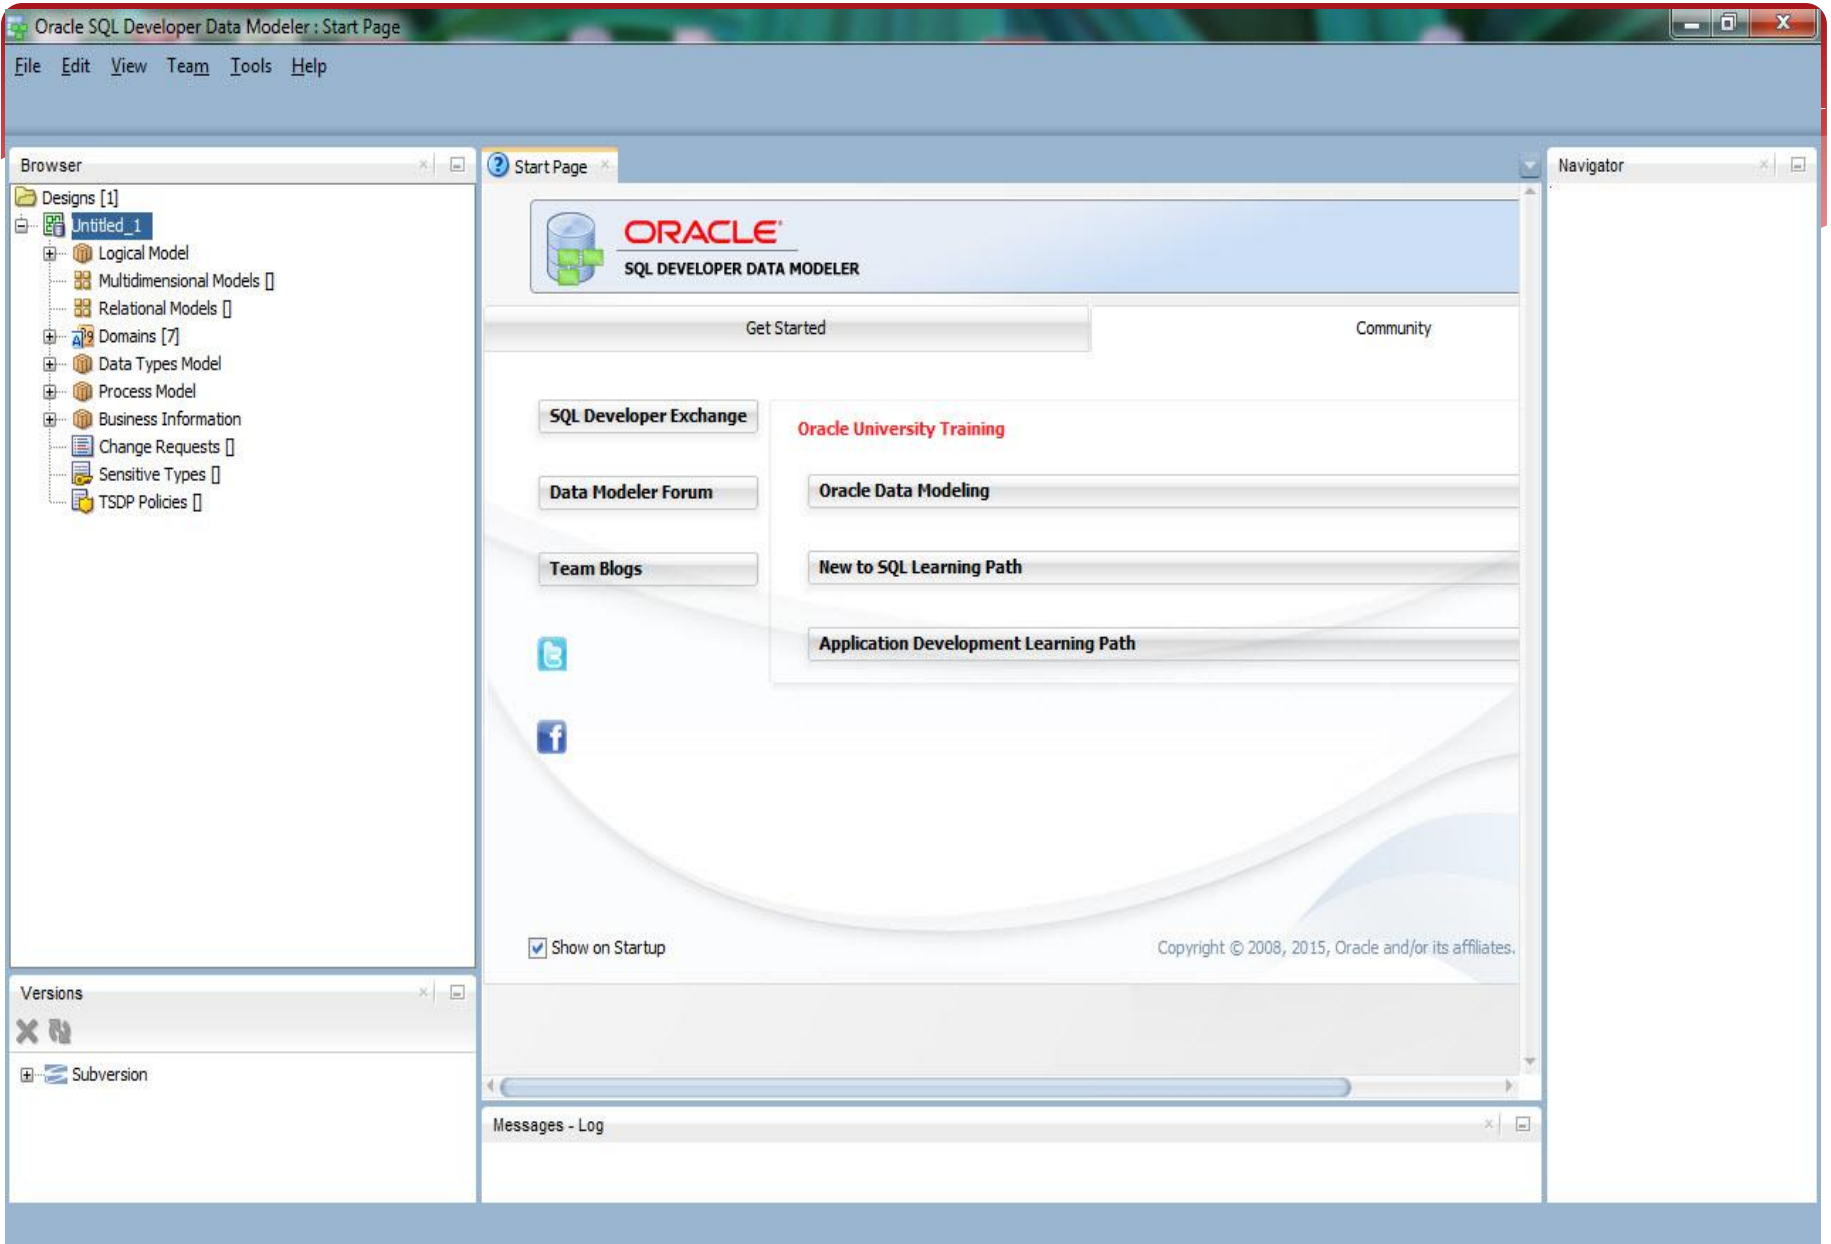 Oracle SQL Developer Data Modeler : Start Page
File Edit View Team Tools Help
Browser
Designs [1]
Untitled_1
Logical Model
Multidimensional Models []
Relational Models []
Domains [7]
Data Types Model
Process Model
Business Information
Change Requests []
Sensitive Types []
TSDP Policies []
Versions
Subversion
Start Page
ORACLE
SQL DEVELOPER DATA MODELER
Get Started
Community
SQL Developer Exchange
Data Modeler Forum
Team Blogs
Oracle University Training
Oracle Data Modeling
New to SQL Learning Path
Application Development Learning Path
Show on Startup
Copyright © 2008, 2015, Oracle and/or its affiliates.
Messages - Log
Navigator